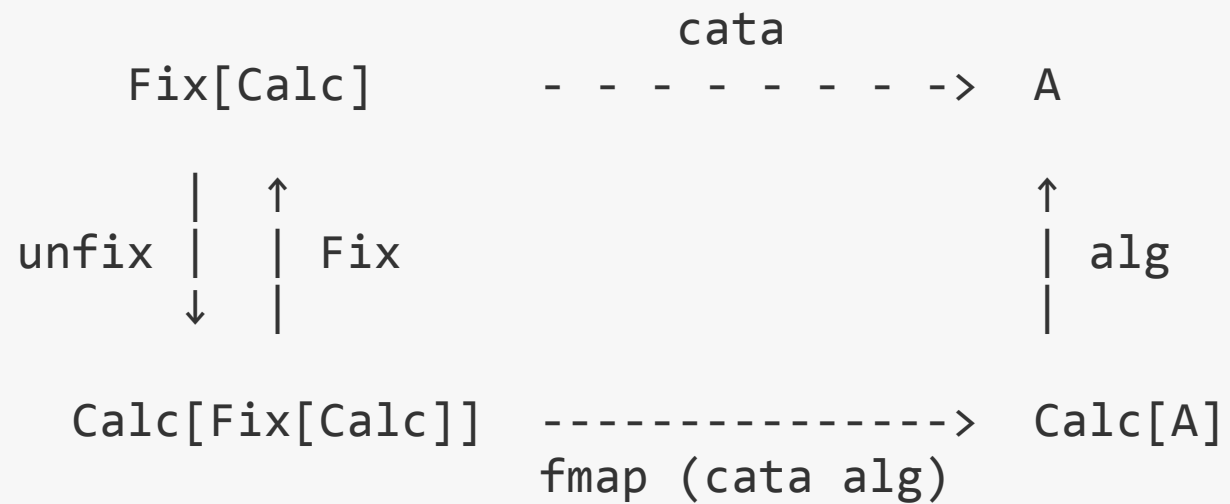 cata
Fix[Calc] - - - - - - - -> A
| ↑ ↑
unfix | | Fix | alg
↓ | |
Calc[Fix[Calc]] ---------------> Calc[A]
fmap (cata alg)